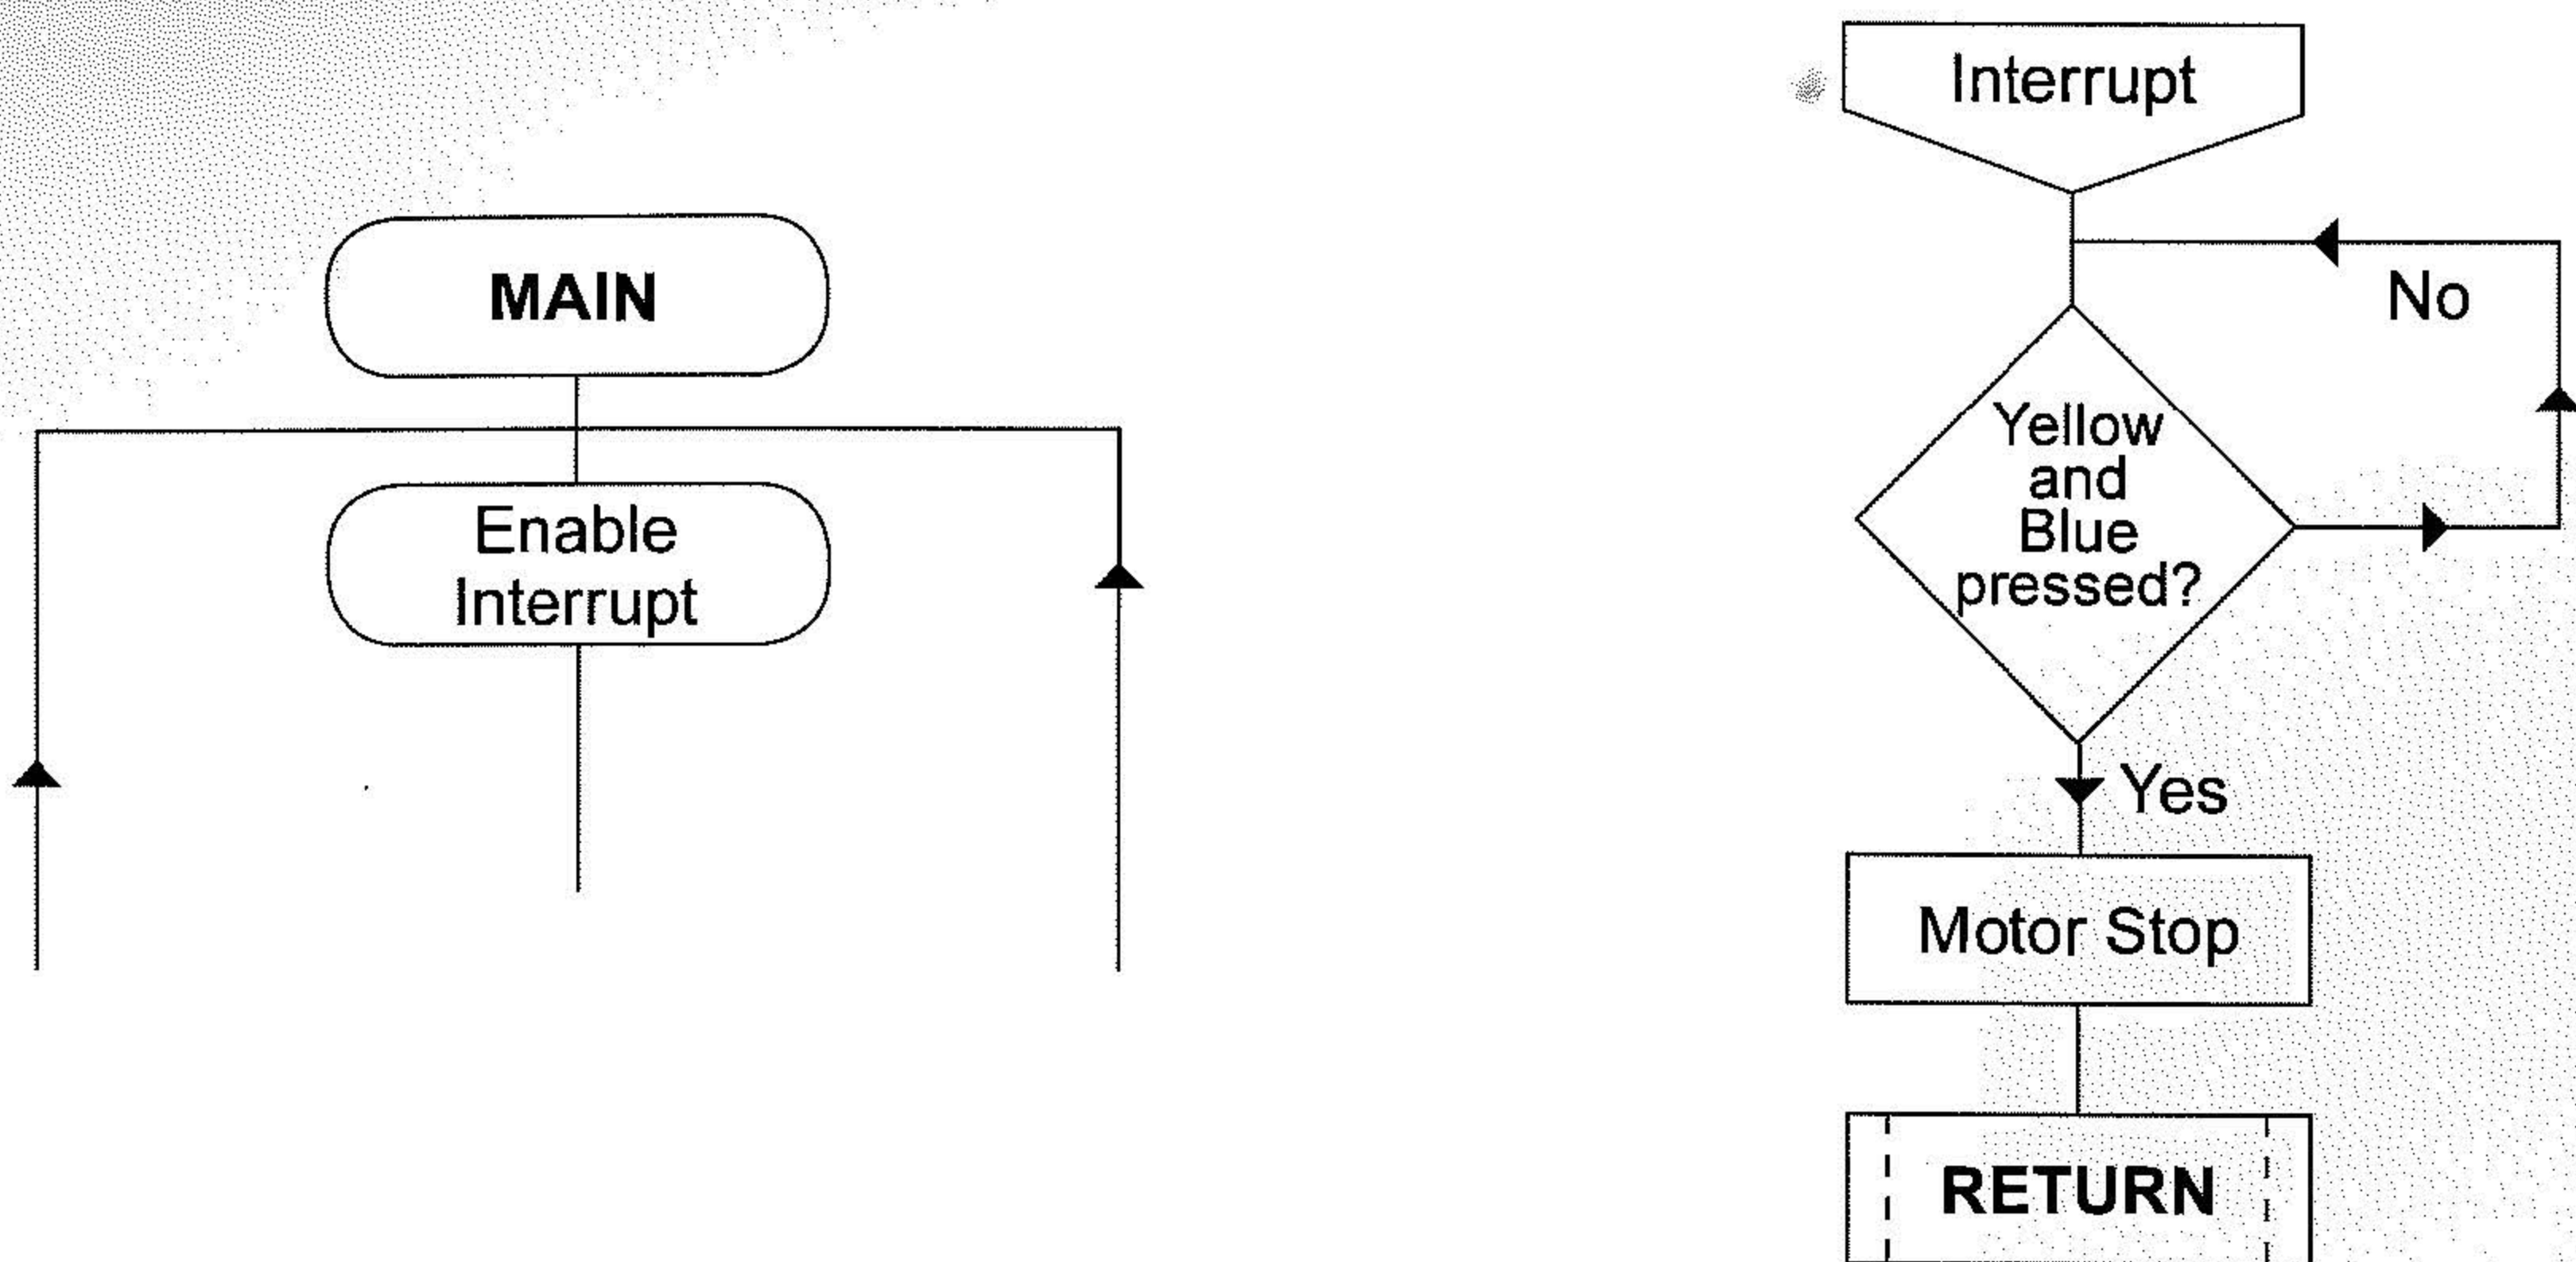 MAIN
Enable
Interrupt
Interrupt
No
Yellow
and
Blue
pressed?
Yes
Motor Stop
RETURN